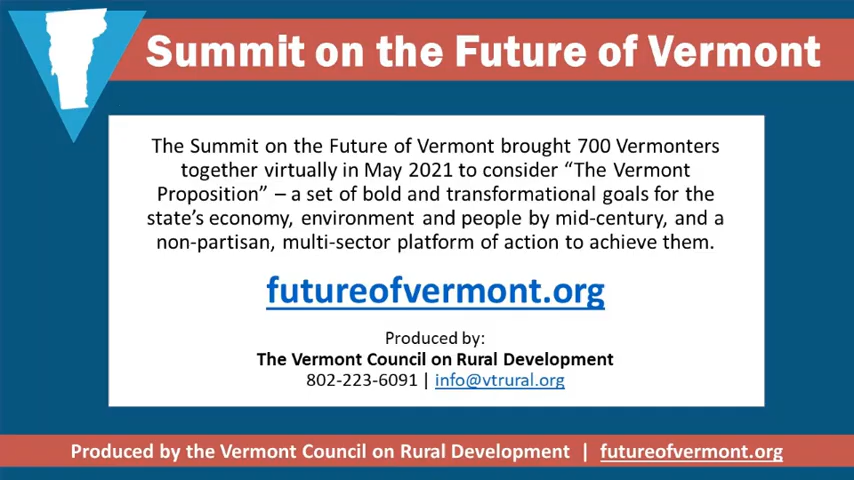 Summit on the Future of Vermont
The Summit on the Future of Vermont brought 700 Vermonters
together virtually in May 2021 to consider “The Vermont
Proposition” – a set of bold and transformational goals for the
state’s economy, environment and people by mid-century, and a
non-partisan, multi-sector platform of action to achieve them.
futureofvermont.org
Produced by:
The Vermont Council on Rural Development
802-223-6091 | info@vtrural.org
Produced by the Vermont Council on Rural Development | futureofvermont.org